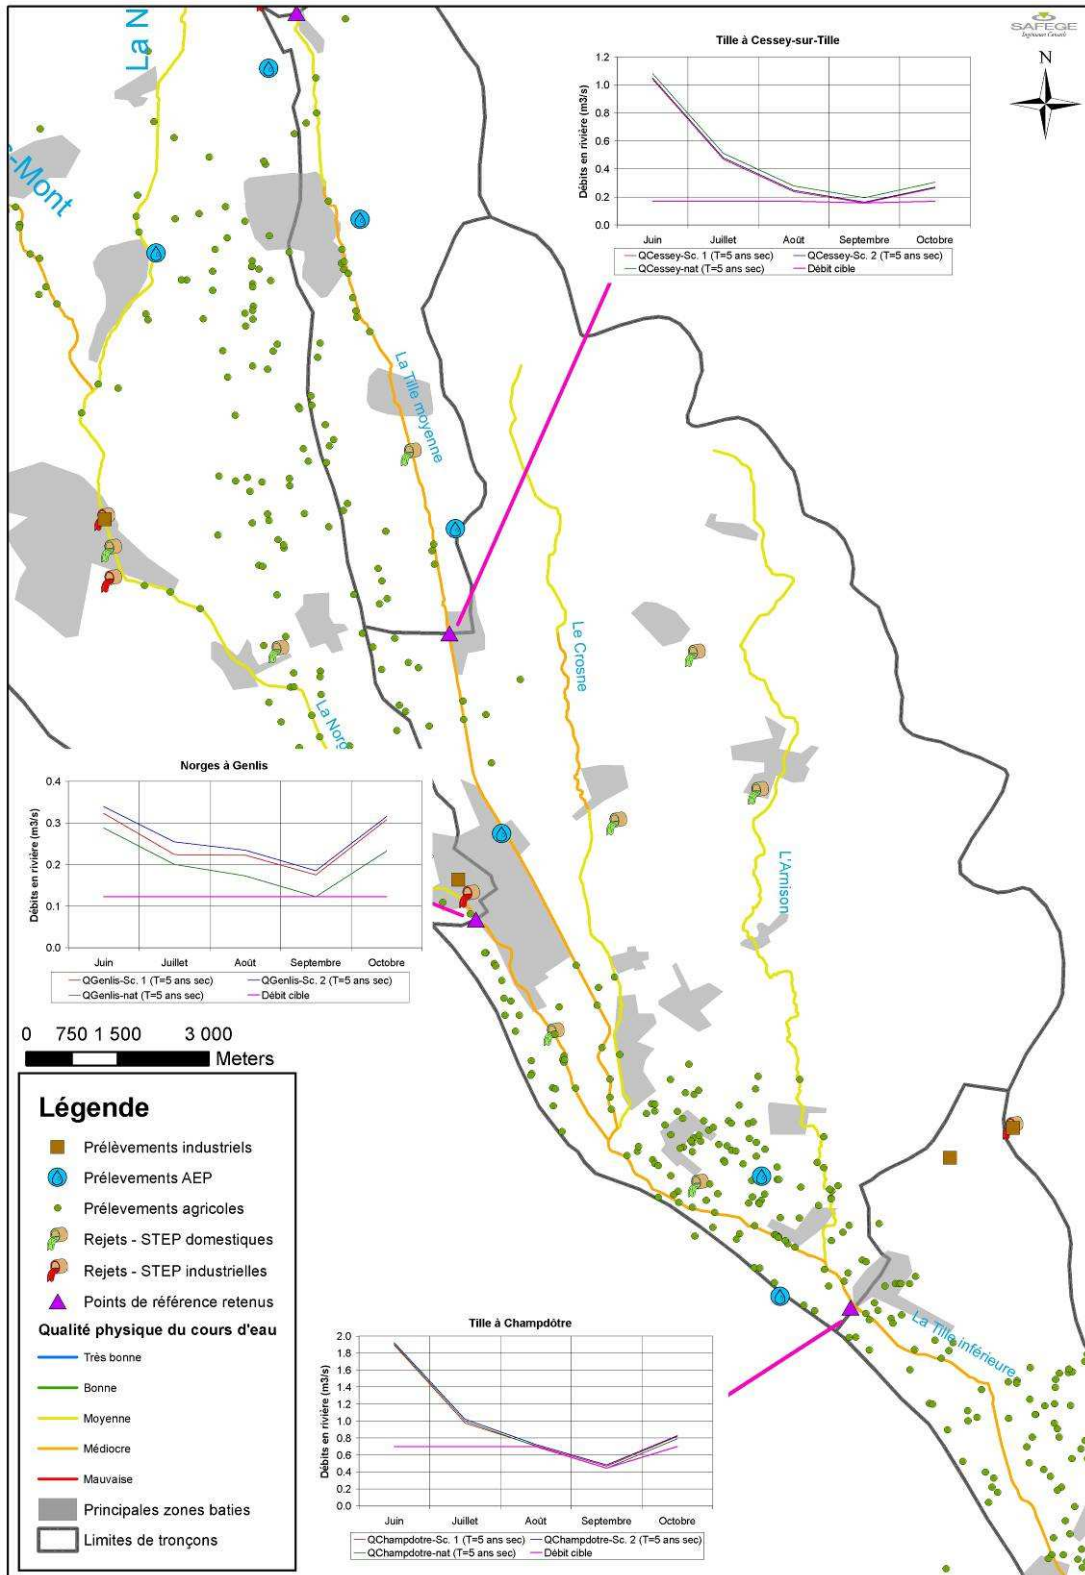 La N
SAFEGE
Ingénieurs Conseils
N
s-Mont
Tille à Cessey-sur-Tille
Débits en rivière (m3/s)
1.2
1.0
0.8
0.6
0.4
0.2
0.0
Juin Juillet Août Septembre Octobre
QCessey-Sc. 1 (T=5 ans sec) QCessey-Sc. 2 (T=5 ans sec)
QCessey-nat (T=5 ans sec) Débit cible
La Tille moyenne
Le Crosne
La Norg
L'Arnison
Norges à Genlis
Débits en rivière (m3/s)
0.4
0.3
0.2
0.1
0.0
Juin Juillet Août Septembre Octobre
QGenlis-Sc. 1 (T=5 ans sec) QGenlis-Sc. 2 (T=5 ans sec)
QGenlis-nat (T=5 ans sec) Débit cible
0 750 1 500 3 000
Meters
Légende
Prélèvements industriels
Prélevements AEP
Prélevements agricoles
Rejets - STEP domestiques
Rejets - STEP industrielles
Points de référence retenus
Qualité physique du cours d'eau
Très bonne
Bonne
Moyenne
Médiocre
Mauvaise
Principales zones baties
Limites de tronçons
La Tille inférieure
Tille à Champdôtre
Débits en rivière (m3/s)
2.0
1.8
1.6
1.4
1.2
1.0
0.8
0.6
0.4
0.2
0.0
Juin Juillet Août Septembre Octobre
QChampdotre-Sc. 1 (T=5 ans sec) QChampdotre-Sc. 2 (T=5 ans sec)
QChampdotre-nat (T=5 ans sec) Débit cible